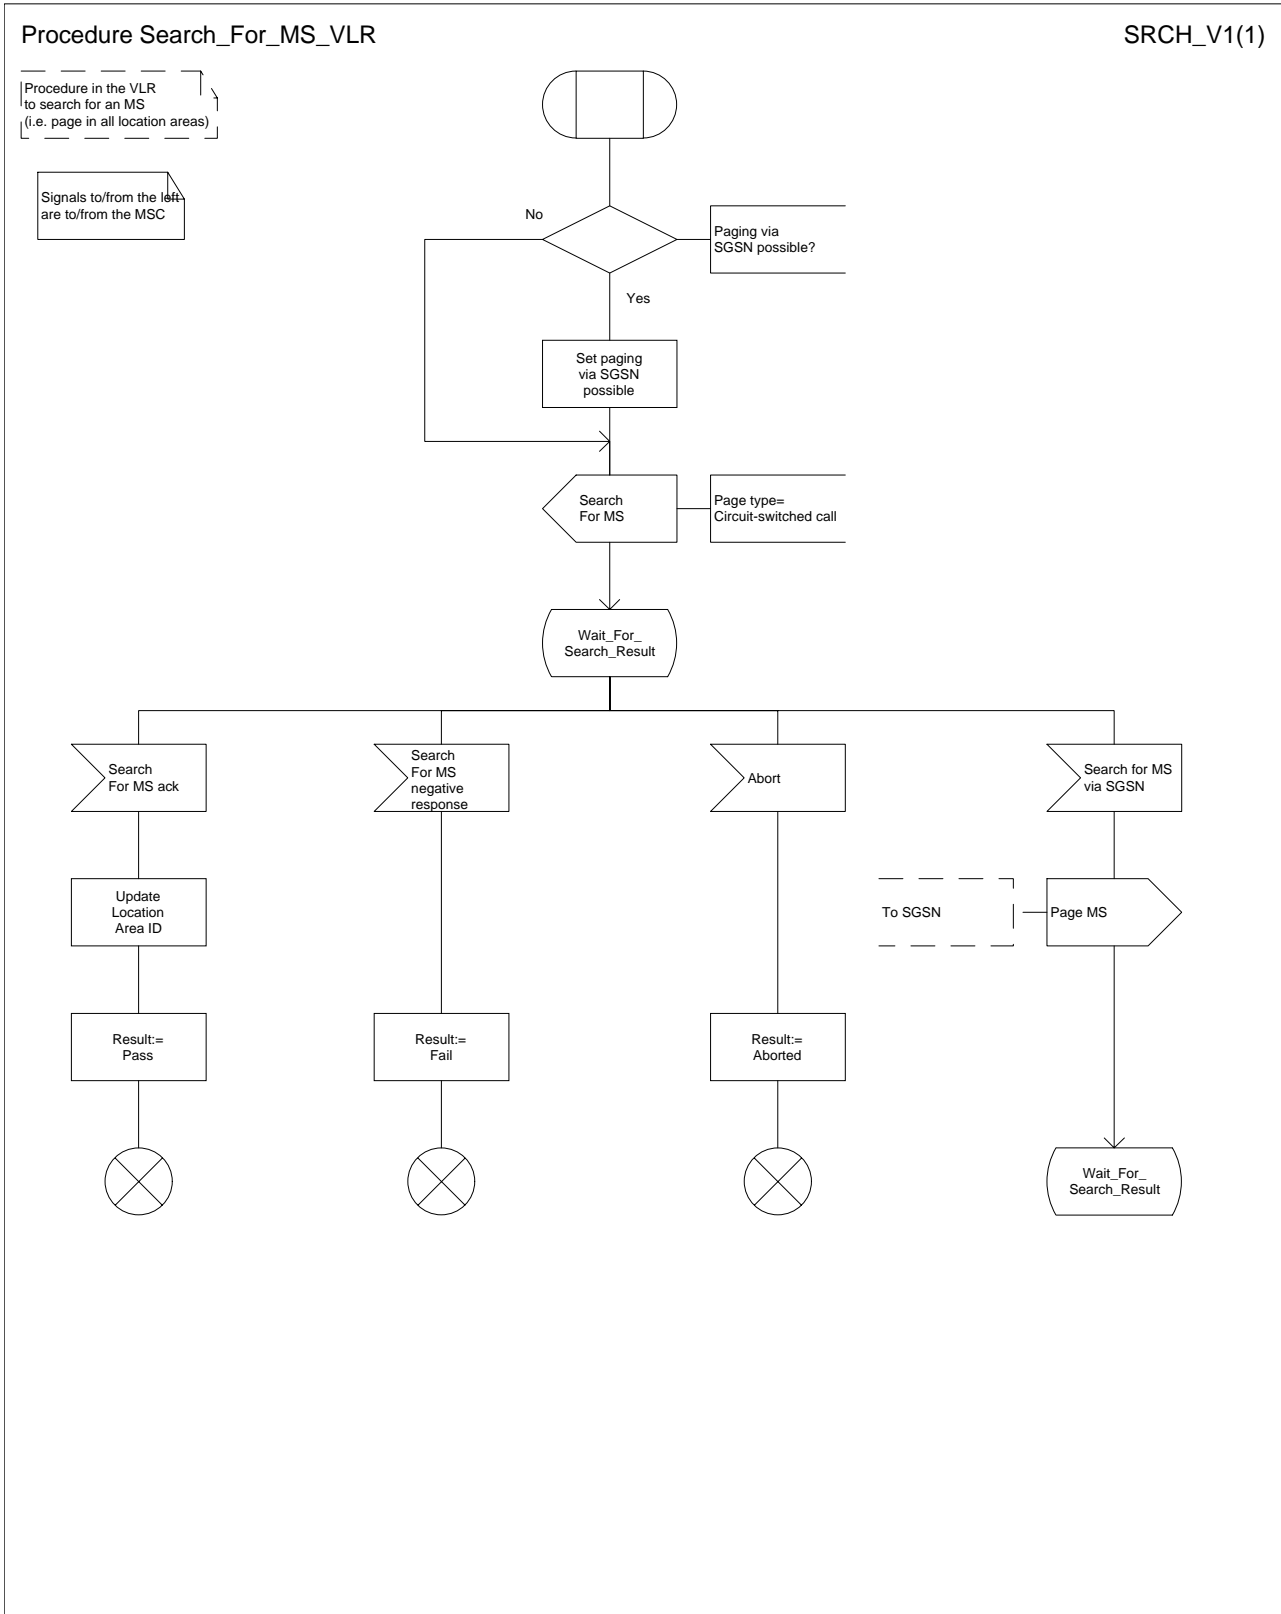 Procedure Search_For_MS_VLR
SRCH_V1(1)
Procedure in the VLR
to search for an MS
(i.e. page in all location areas)
Signals to/from the left
are to/from the MSC
No
Paging via
SGSN possible?
Yes
Set paging
via SGSN
possible
Search
For MS
Page type=
Circuit-switched call
Wait_For_
Search_Result
Search
For MS ack
Search
For MS
negative
response
Abort
Search for MS
via SGSN
Update
Location
Area ID
To SGSN
Page MS
Result:=
Pass
Result:=
Fail
Result:=
Aborted
Wait_For_
Search_Result